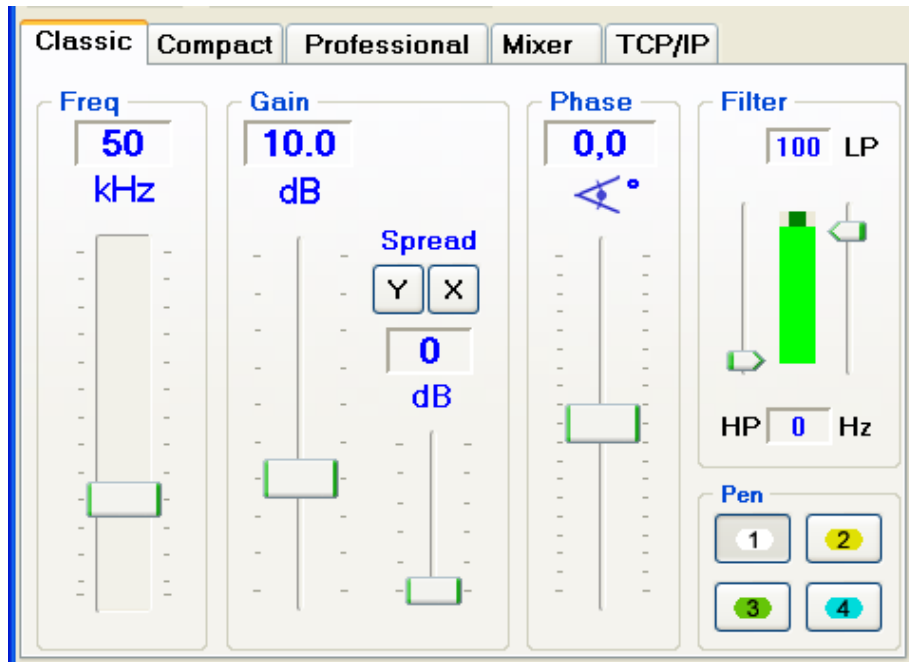 Classic Compact Professional Mixer TCP/IP
Freq Gain Phase Filter
50 10.0 0,0 100 LP
kHz dB °
Spread
Y X
0
dB
HP 0 Hz
Pen
1 2
3 4